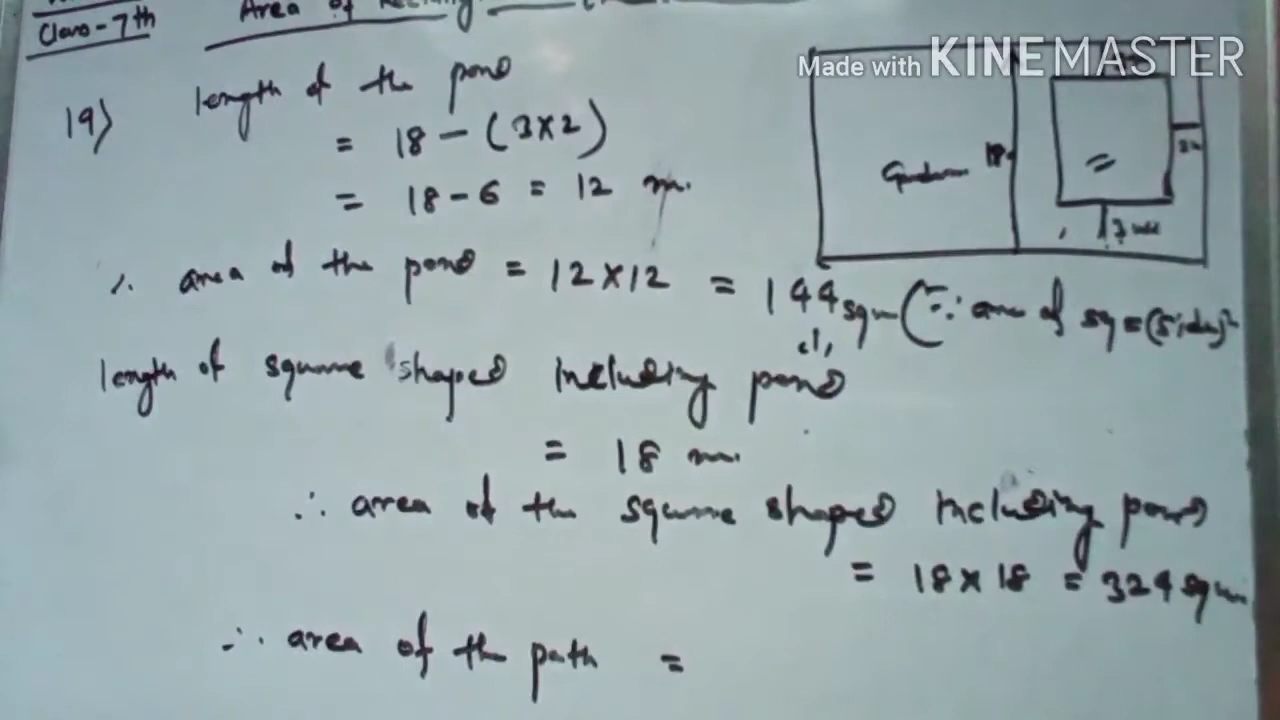 Class-7th
Area of
Made with KINEMASTER
19)
length of the pond
= 18 - (3×2)
= 18 - 6 = 12 m.
∴ area of the pond = 12×12 = 144 sqm (∵ area of sq = (side)²
length of square shaped including pond
= 18 m.
∴ area of the square shaped including pond
= 18 × 18 = 324 sqm
∴ area of the path =
Garden
18